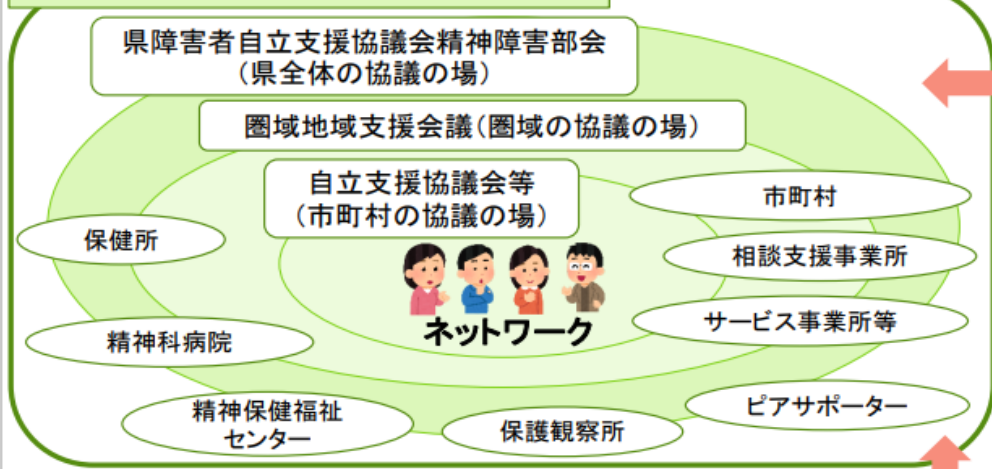 県障害者自立支援協議会精神障害部会
（県全体の協議の場）
圏域地域支援会議（圏域の協議の場）
自立支援協議会等
（市町村の協議の場）
市町村
保健所
相談支援事業所
ネットワーク
サービス事業所等
精神科病院
ピアサポーター
精神保健福祉
センター
保護観察所